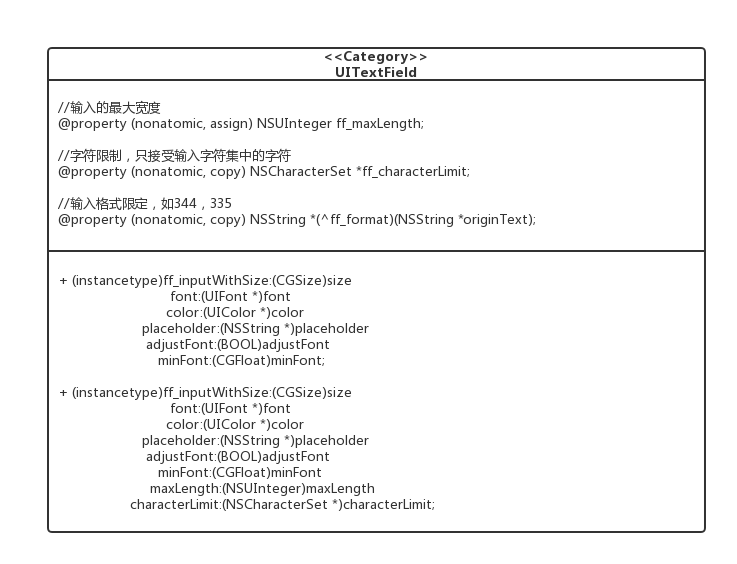 <<Category>>
UITextField
//输入的最大宽度
@property (nonatomic, assign) NSUInteger ff_maxLength;
//字符限制，只接受输入字符集中的字符
@property (nonatomic, copy) NSCharacterSet *ff_characterLimit;
//输入格式限定，如344，335
@property (nonatomic, copy) NSString *(^ff_format)(NSString *originText);
+ (instancetype)ff_inputWithSize:(CGSize)size
font:(UIFont *)font
color:(UIColor *)color
placeholder:(NSString *)placeholder
adjustFont:(BOOL)adjustFont
minFont:(CGFloat)minFont;
+ (instancetype)ff_inputWithSize:(CGSize)size
font:(UIFont *)font
color:(UIColor *)color
placeholder:(NSString *)placeholder
adjustFont:(BOOL)adjustFont
minFont:(CGFloat)minFont
maxLength:(NSUInteger)maxLength
characterLimit:(NSCharacterSet *)characterLimit;